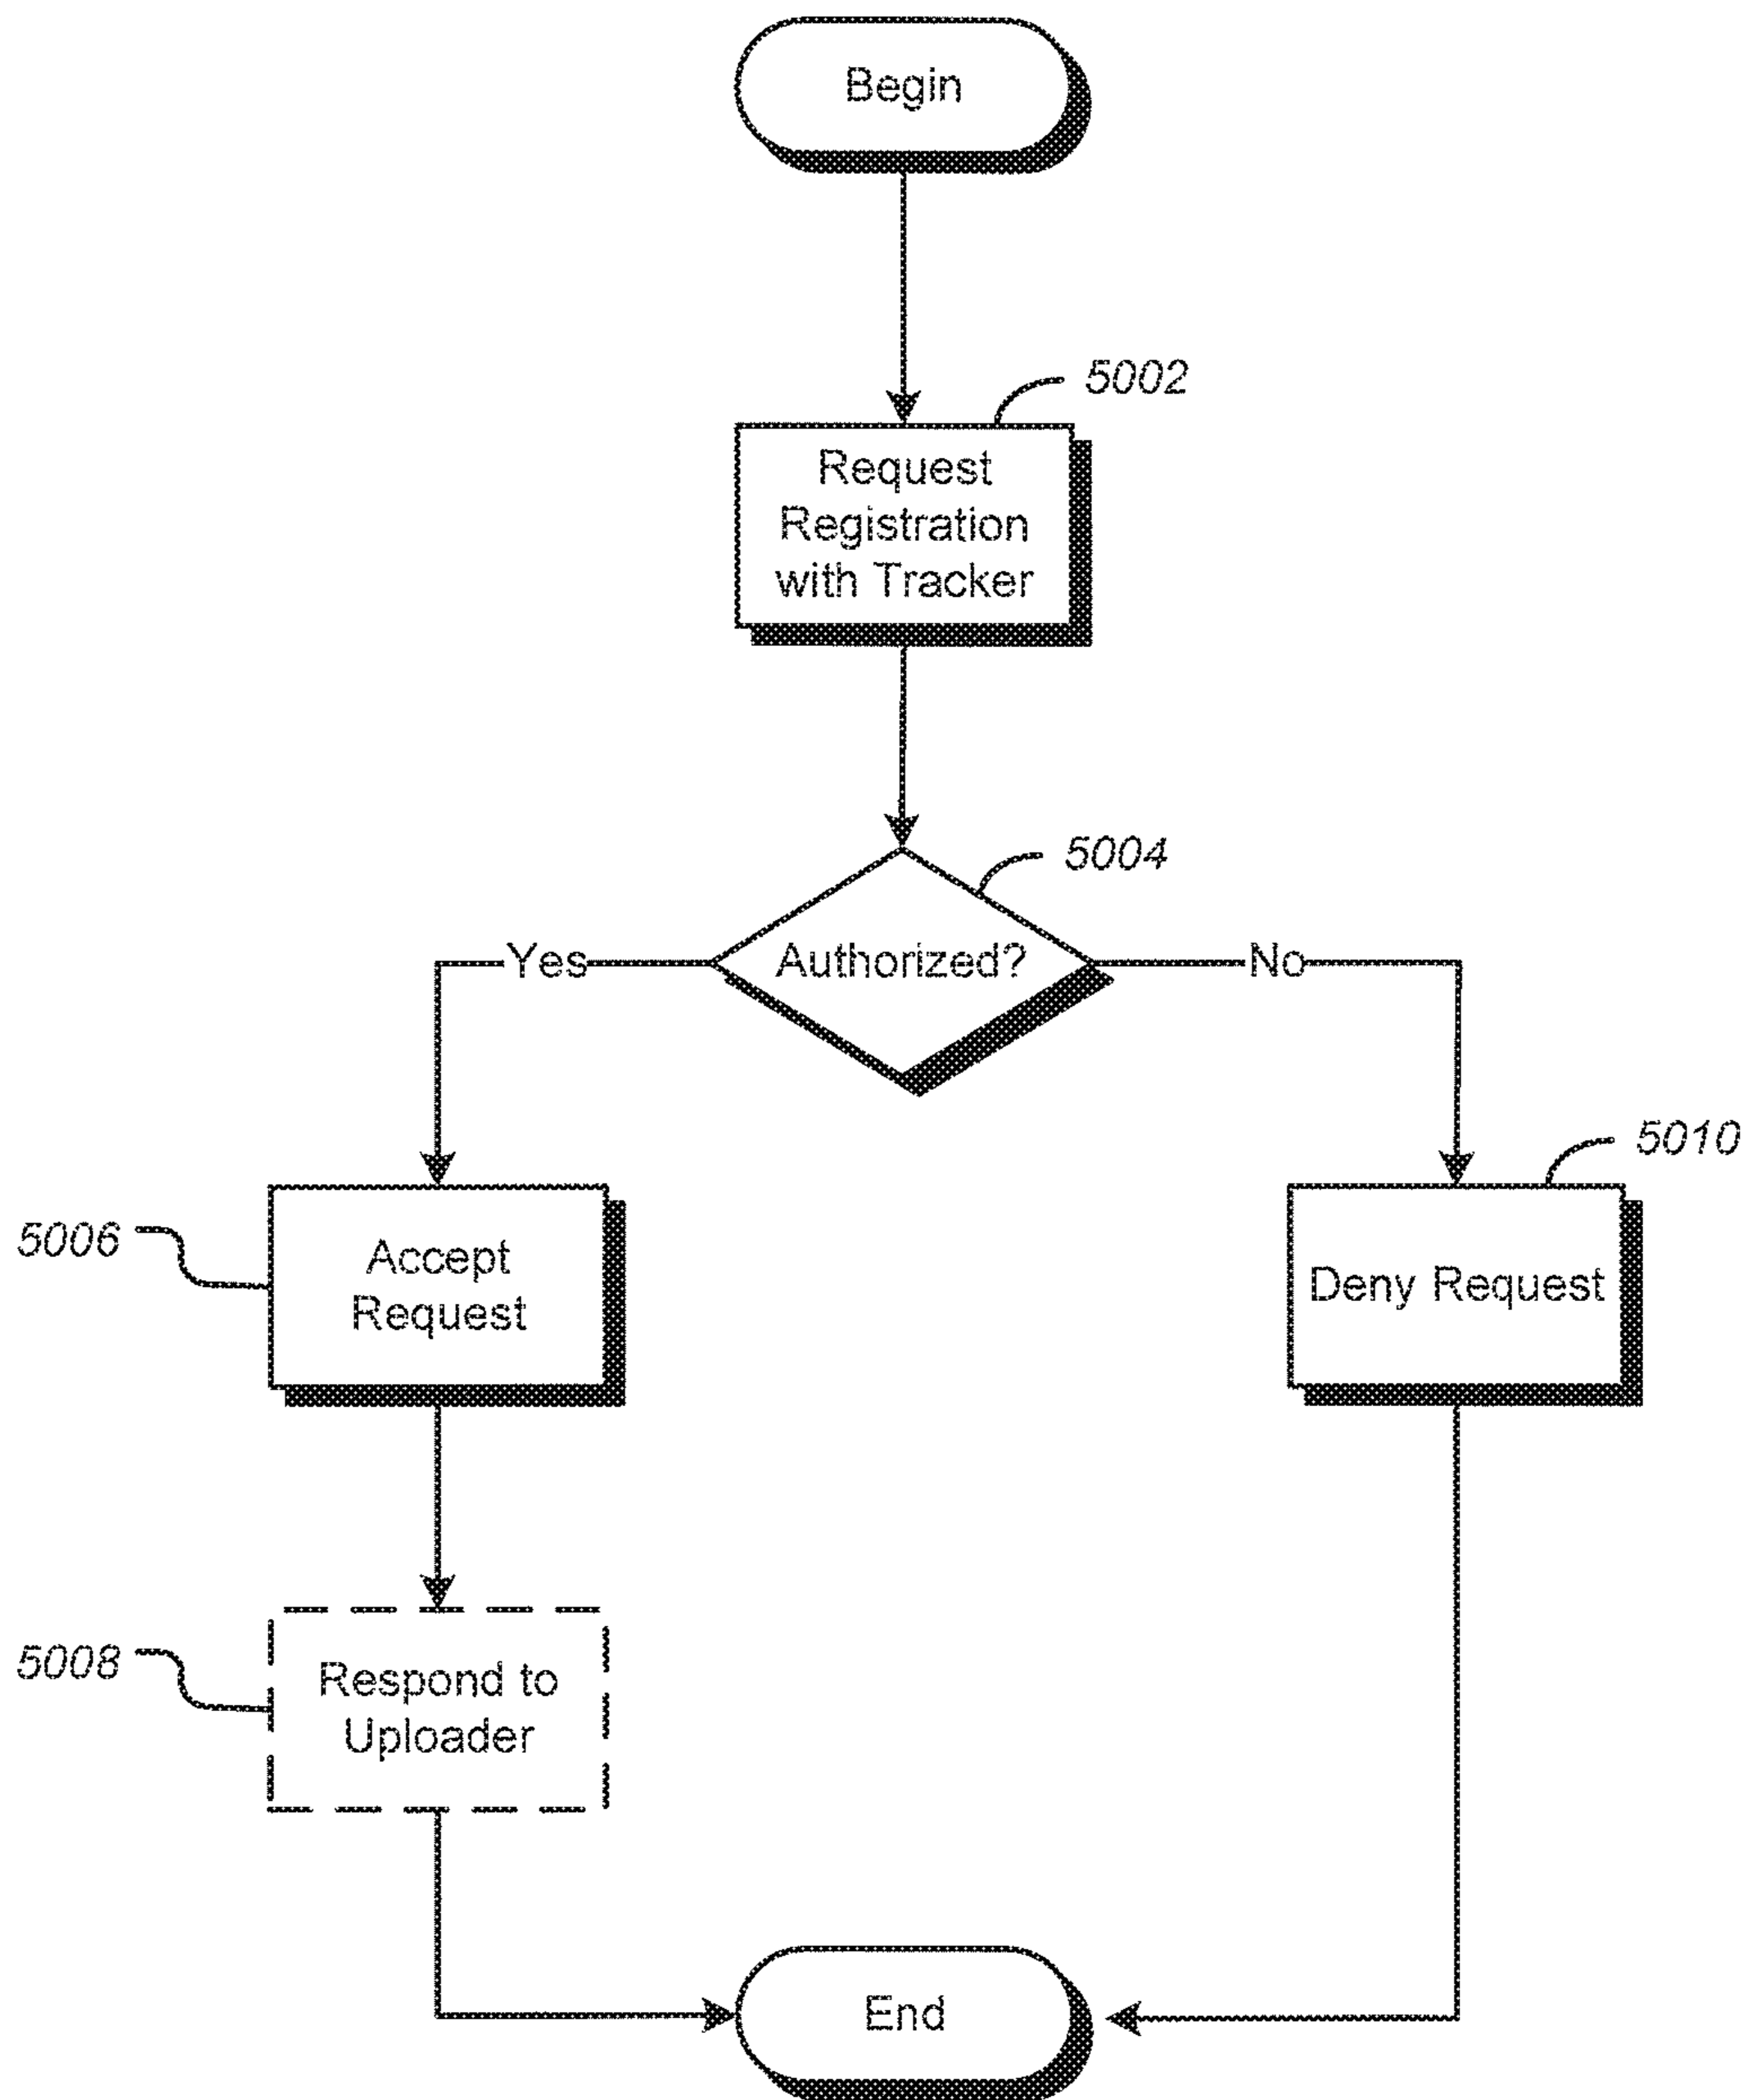 Begin
5002
Request
Registration
with Tracker
5004
Yes
Authorized?
No
5010
5006
Accept
Request
Deny Request
5008
Respond to
Uploader
End